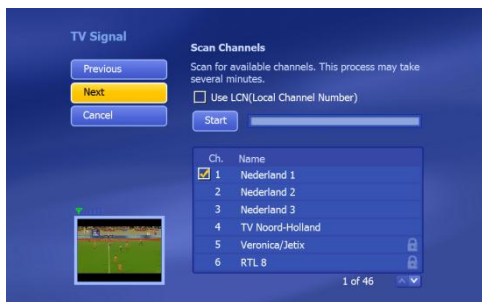 TV Signal
Previous
Next
Cancel
Scan Channels
Scan for available channels. This process may take
several minutes.
Use LCN(Local Channel Number)
Start
Ch. Name
1 Nederland 1
2 Nederland 2
3 Nederland 3
4 TV Noord-Holland
5 Veronica/Jetix
6 RTL 8
1 of 46